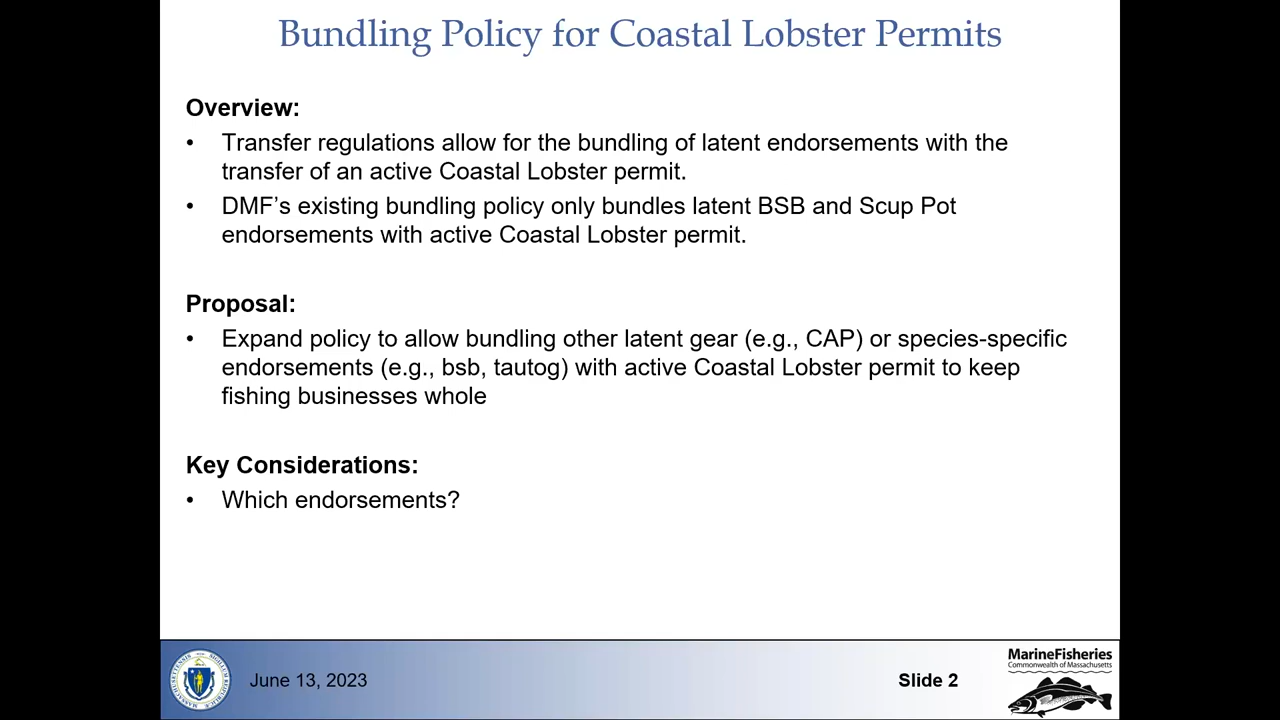 Bundling Policy for Coastal Lobster Permits
Overview:
• Transfer regulations allow for the bundling of latent endorsements with the
transfer of an active Coastal Lobster permit.
• DMF’s existing bundling policy only bundles latent BSB and Scup Pot
endorsements with active Coastal Lobster permit.
Proposal:
• Expand policy to allow bundling other latent gear (e.g., CAP) or species-specific
endorsements (e.g., bsb, tautog) with active Coastal Lobster permit to keep
fishing businesses whole
Key Considerations:
• Which endorsements?
June 13, 2023
Slide 2
MarineFisheries
Commonwealth of Massachusetts